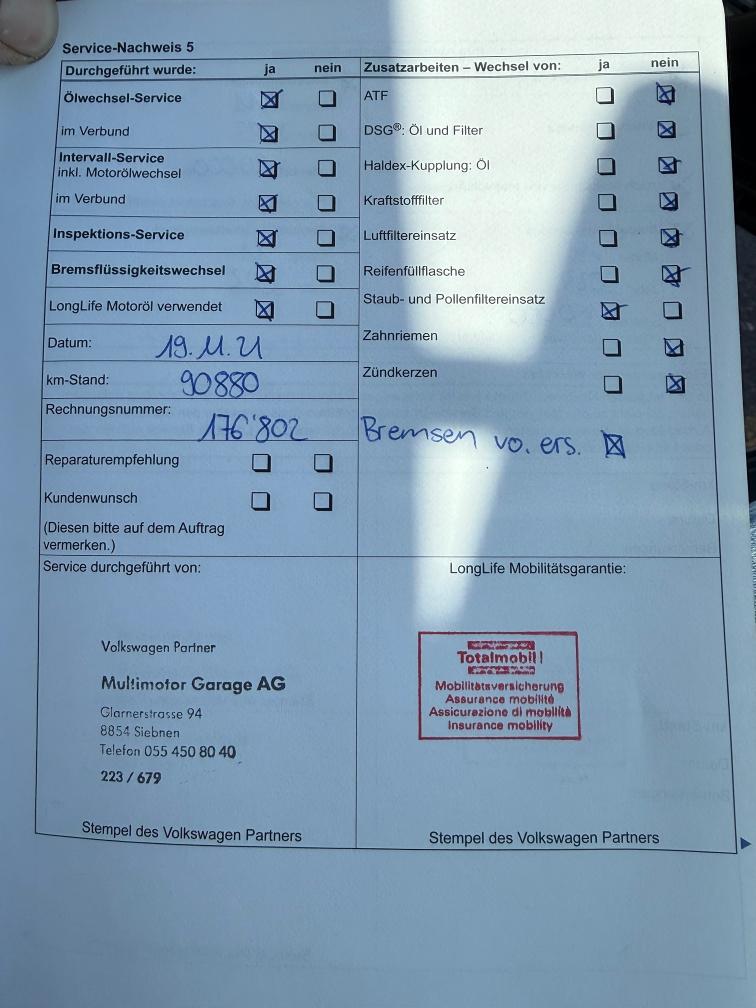 Service-Nachweis 5
Durchgeführt wurde: ja nein
Ölwechsel-Service
im Verbund
Intervall-Service
inkl. Motorölwechsel
im Verbund
Inspektions-Service
Bremsflüssigkeitswechsel
LongLife Motoröl verwendet
Datum: 19.11.21
km-Stand: 90880
Rechnungsnummer: 176'802
Reparaturempfehlung
Kundenwunsch
(Diesen bitte auf dem Auftrag
vermerken.)
Zusatzarbeiten – Wechsel von: ja nein
ATF
DSG®: Öl und Filter
Haldex-Kupplung: Öl
Kraftstofffilter
Luftfiltereinsatz
Reifenfüllflasche
Staub- und Pollenfiltereinsatz
Zahnriemen
Zündkerzen
Bremsen vo. ers.
Service durchgeführt von:
Volkswagen Partner
Multimotor Garage AG
Glarnerstrasse 94
8854 Siebnen
Telefon 055 450 80 40
223 / 679
Stempel des Volkswagen Partners
LongLife Mobilitätsgarantie:
Totalmobil!
Mobilitätsversicherung
Assurance mobilité
Assicurazione di mobilità
Insurance mobility
Stempel des Volkswagen Partners